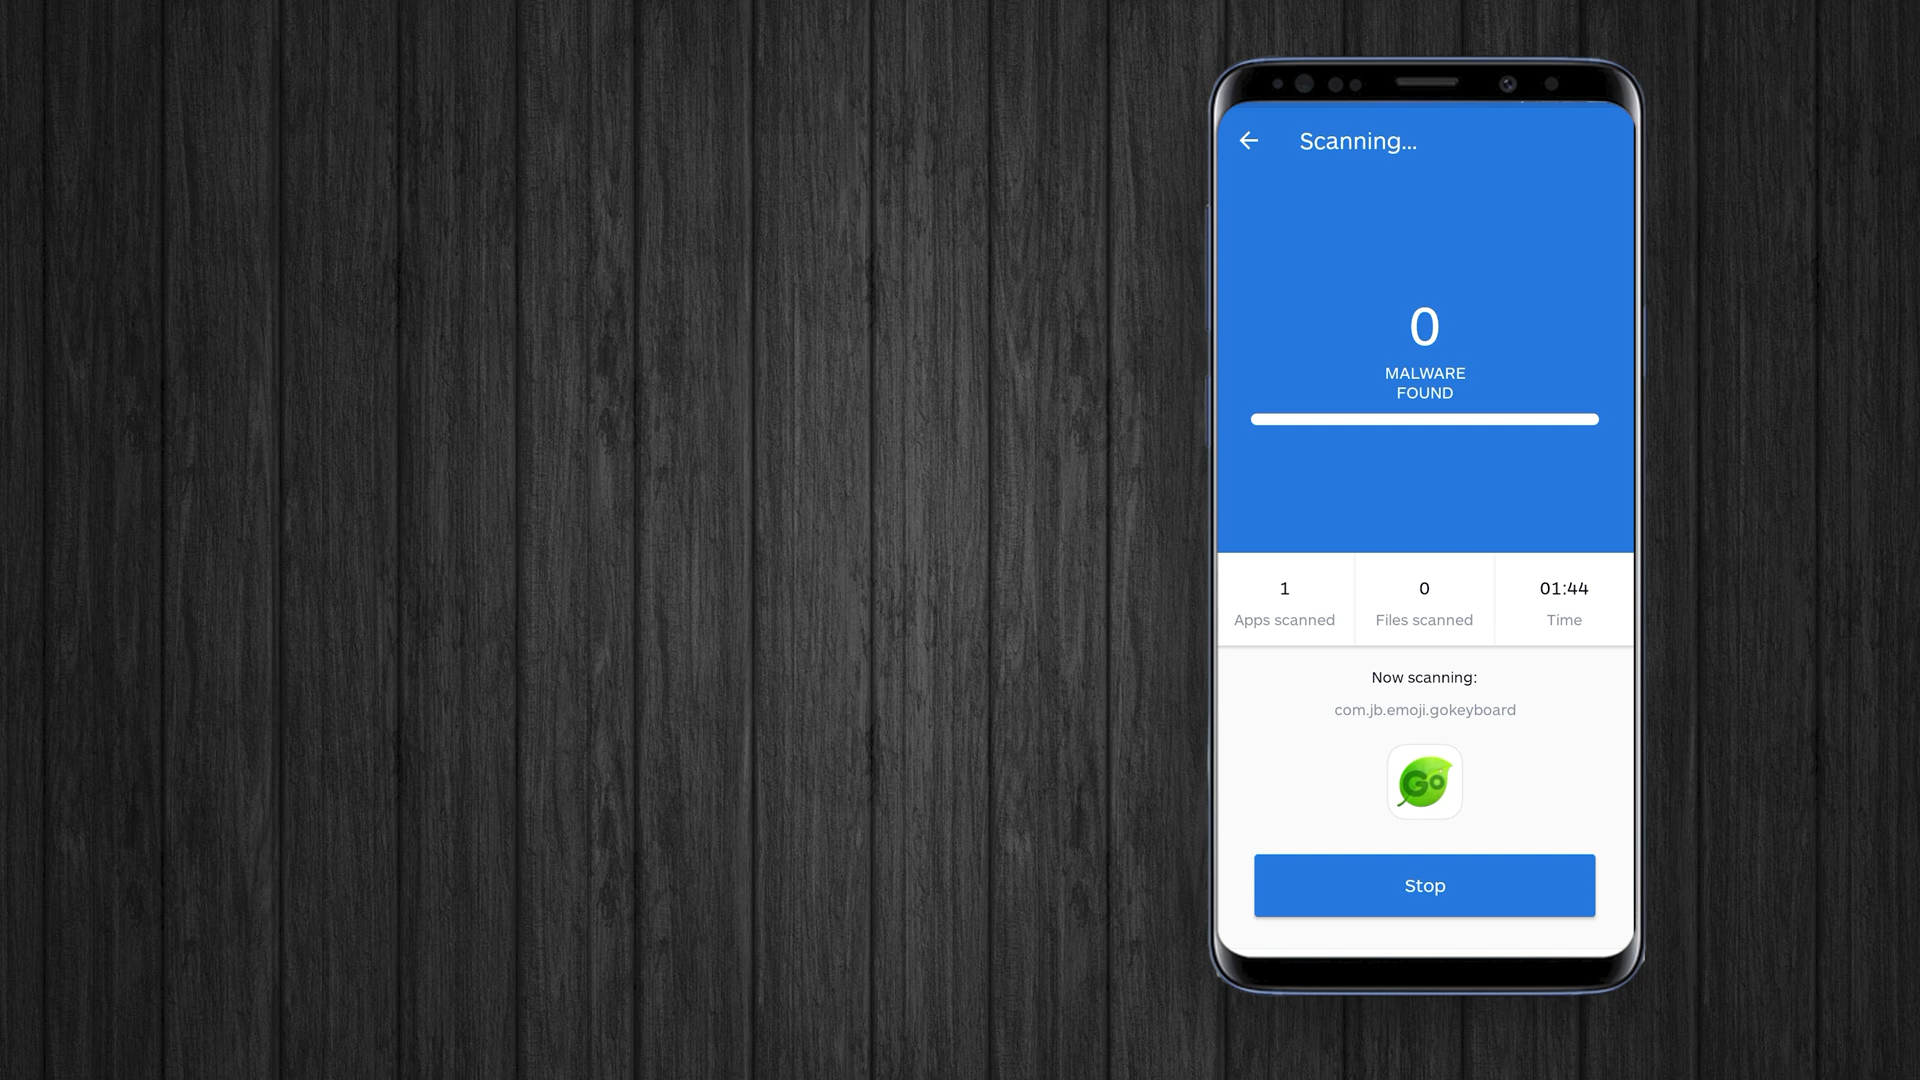 Scanning...
0
MALWARE
FOUND
1
0
01:44
Apps scanned
Files scanned
Time
Now scanning:
com.jb.emoji.gokeyboard
Go
Stop